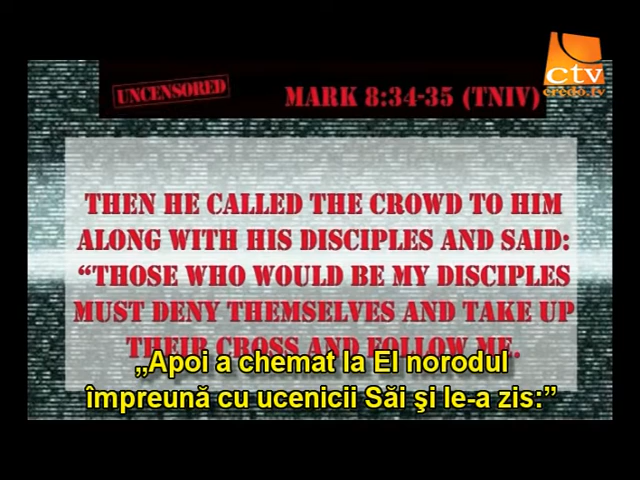 ctv
credo.tv
UNCENSORED
MARK 8:34-35 (TNIV)
THEN HE CALLED THE CROWD TO HIM
ALONG WITH HIS DISCIPLES AND SAID:
“THOSE WHO WOULD BE MY DISCIPLES
MUST DENY THEMSELVES AND TAKE UP
THEIR CROSS AND FOLLOW ME.
„Apoi a chemat la El norodul
împreună cu ucenicii Săi şi le-a zis:”